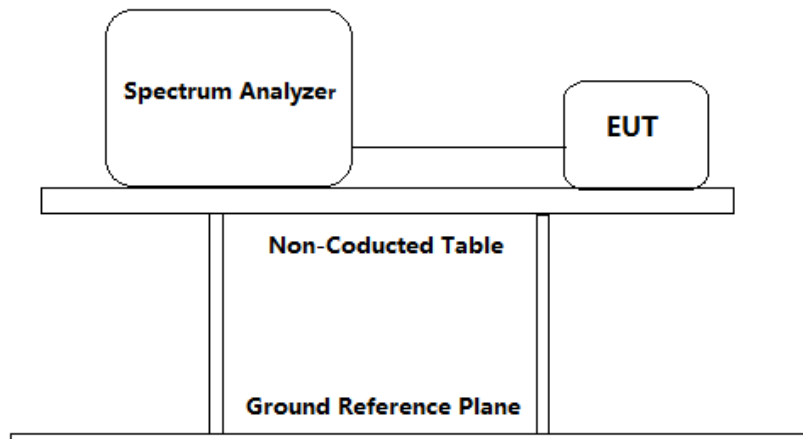 Spectrum Analyzer
EUT
Non-Coducted Table
Ground Reference Plane